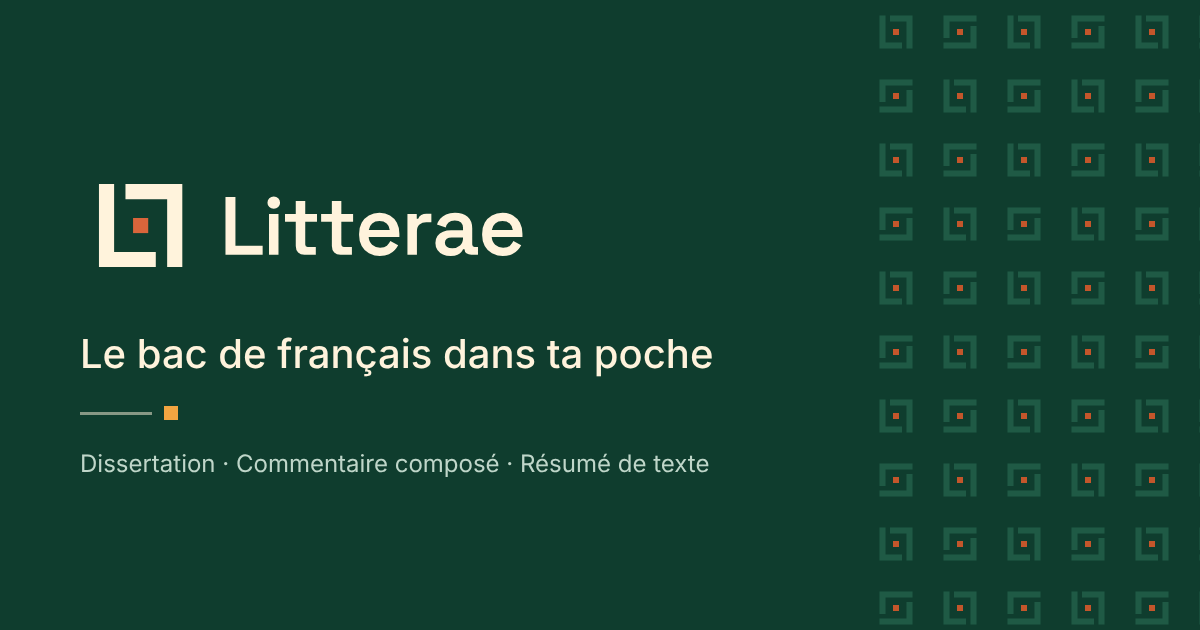 Litterae
Le bac de français dans ta poche
Dissertation · Commentaire composé · Résumé de texte